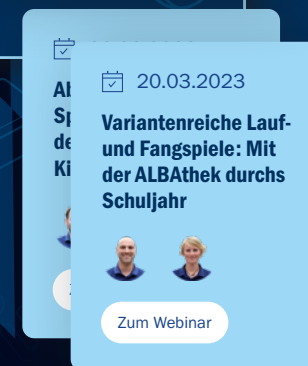 20.03.2023
Variantenreiche Lauf-
und Fangspiele: Mit
der ALBAthek durchs
Schuljahr
Zum Webinar